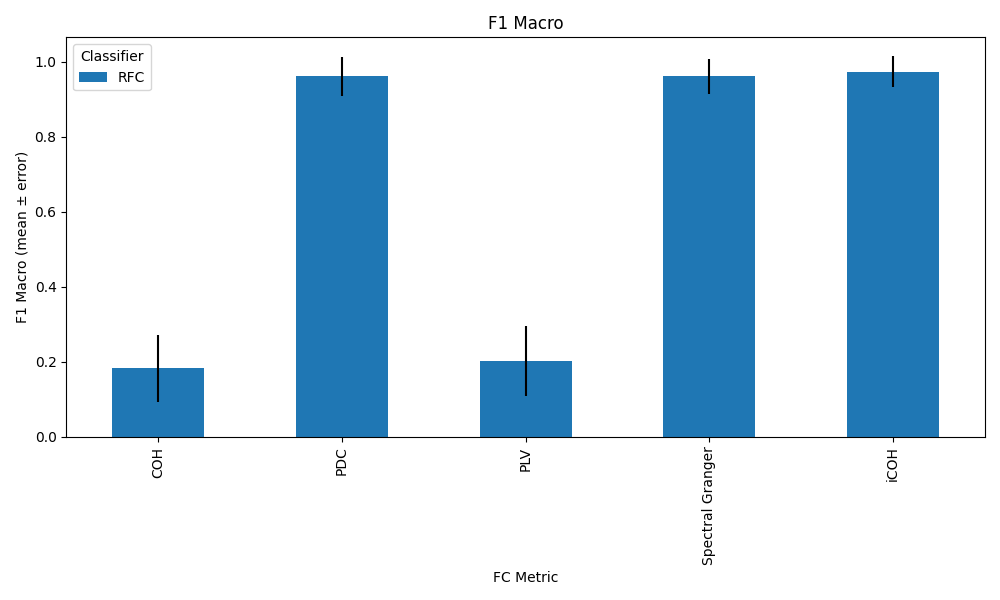 F1 Macro
Classifier
RFC
F1 Macro (mean ± error)
1.0
0.8
0.6
0.4
0.2
0.0
COH
PDC
PLV
Spectral Granger
iCOH
FC Metric